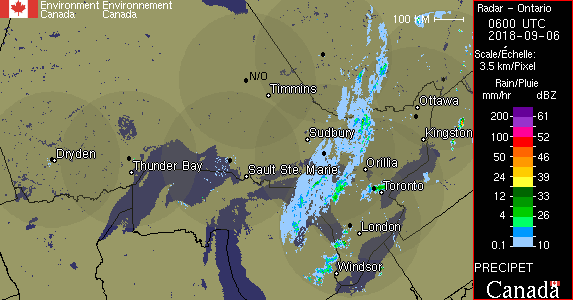 Environment Environnement
Canada Canada
100 KM
N/O
Timmins
Ottawa
Sudbury
Kingston
Dryden
Thunder Bay
Sault Ste. Marie
Orillia
Toronto
London
Windsor
Radar - Ontario
0600 UTC
2018-09-06
Scale/Échelle:
3.5 km/Pixel
Rain/Pluie
mm/hr dBZ
200 61
100 52
50 46
24 39
12 33
4 26
0.1 10
PRECIPET
Canada